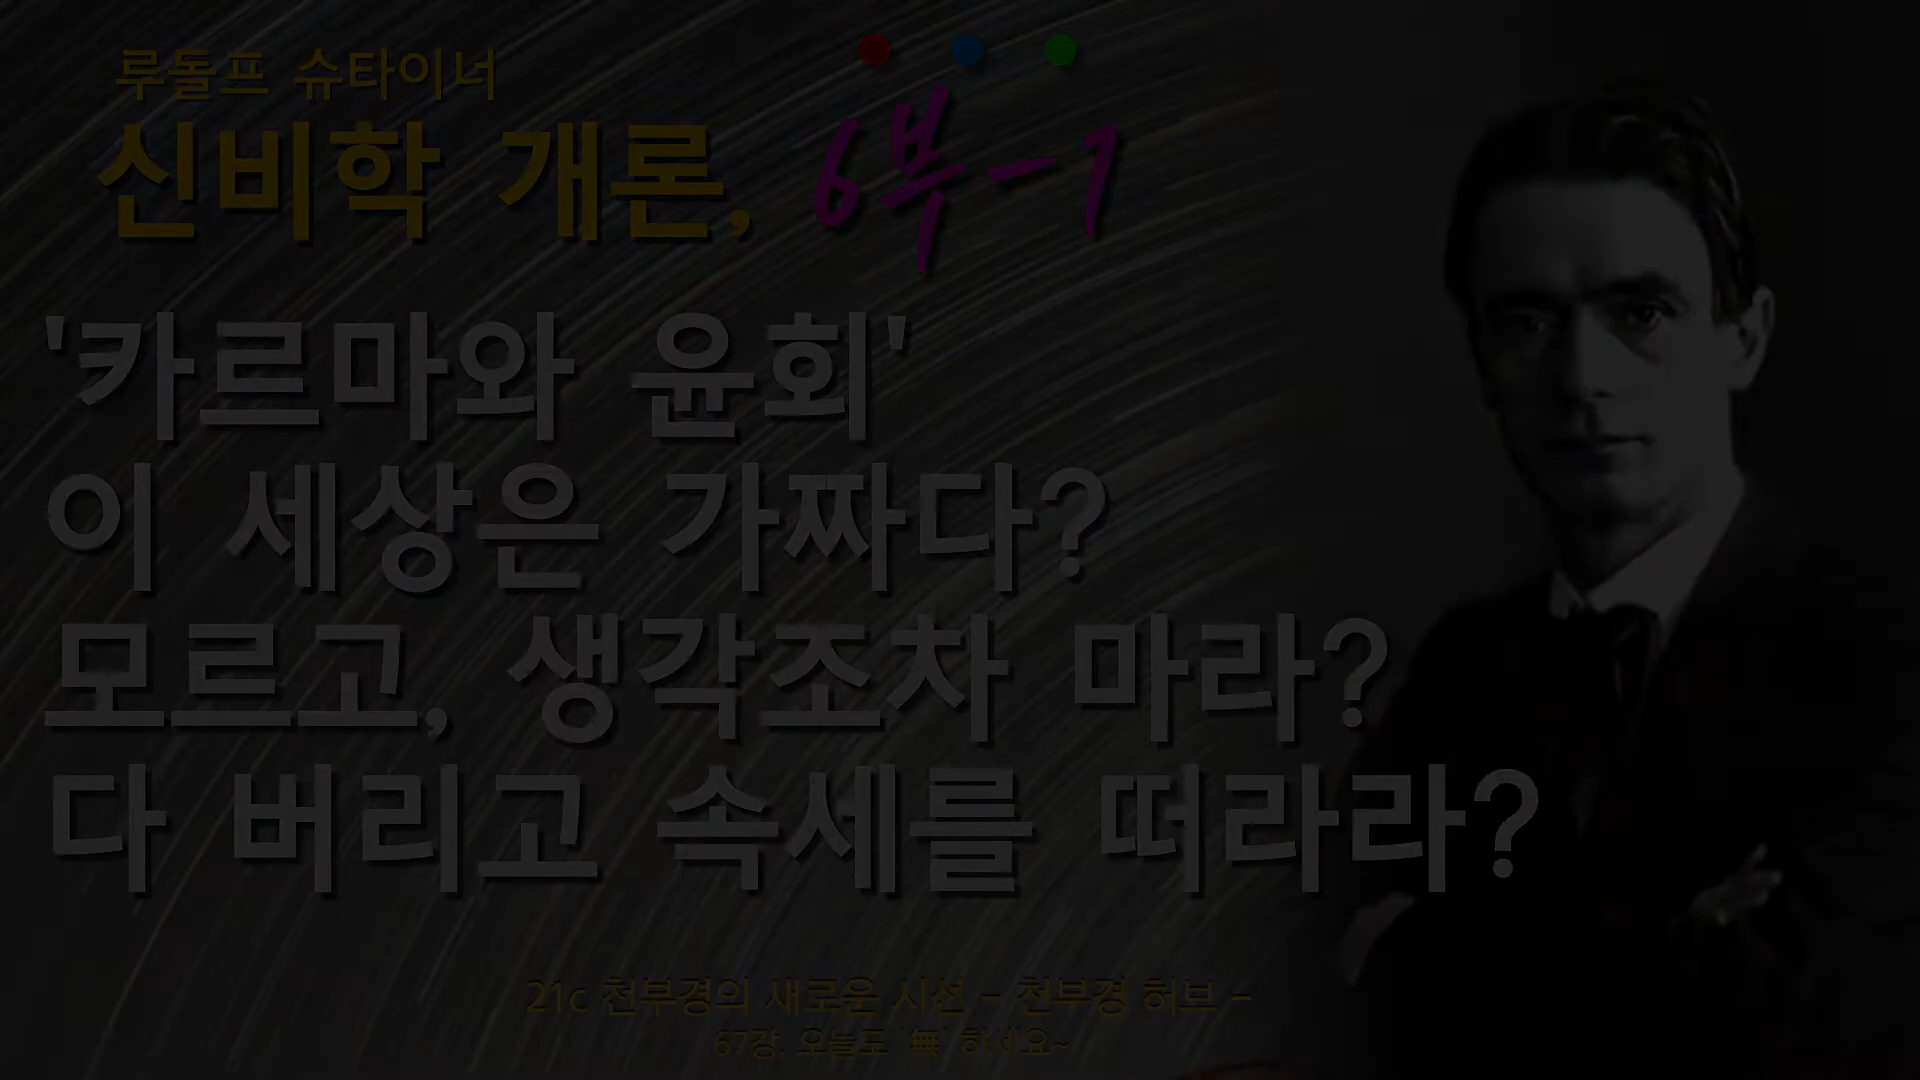 루돌프 슈타이너
신비학 개론, 6부-1
'카르마와 윤회'
이 세상은 가짜다?
모르고, 생각조차 마라?
다 버리고 속세를 떠라라?
21c 천부경의 새로운 시선 - 천부경 허브 -
67강, 오늘도 '無' 하세요~